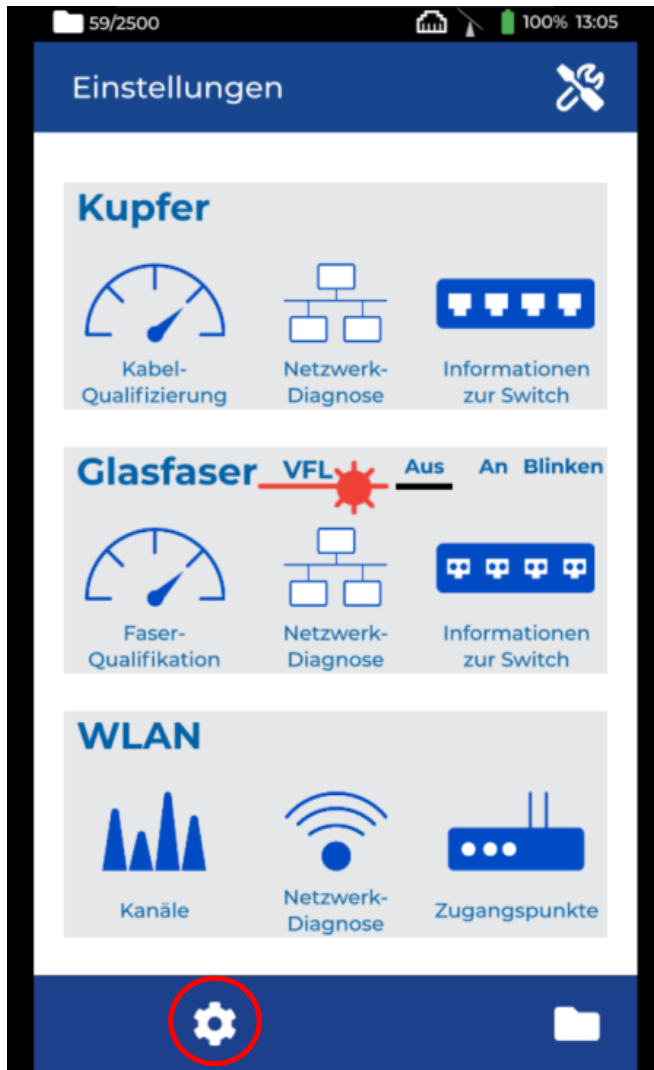 59/2500 100% 13:05
Einstellungen
Kupfer
Kabel-
Qualifizierung
Netzwerk-
Diagnose
Informationen
zur Switch
Glasfaser VFL Aus An Blinken
Faser-
Qualifikation
Netzwerk-
Diagnose
Informationen
zur Switch
WLAN
Kanäle
Netzwerk-
Diagnose
Zugangspunkte